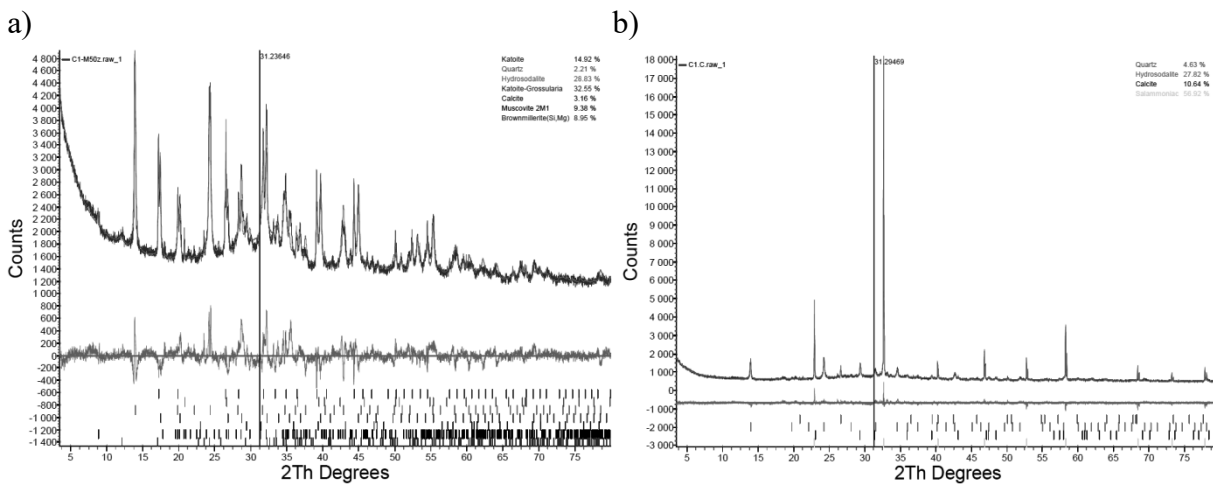 a)
C1-M50z.raw_1
31.23646
Katoite 14.92 %
Quartz 2.21 %
Hydrosodalite 28.83 %
Katoite-Grossularia 32.55 %
Calcite 3.16 %
Muscovite 2M1 9.38 %
Brownmillerite(Si,Mg) 8.95 %
Counts
4 800
4 600
4 400
4 200
4 000
3 800
3 600
3 400
3 200
3 000
2 800
2 600
2 400
2 200
2 000
1 800
1 600
1 400
1 200
1 000
800
600
400
200
0
-200
-400
-600
-800
-1 000
-1 200
-1 400
5 10 15 20 25 30 35 40 45 50 55 60 65 70 75
2Th Degrees
b)
C1.C.raw_1
31.29469
Quartz 4.63 %
Hydrosodalite 27.82 %
Calcite 10.64 %
Salammoniac 56.92 %
Counts
18 000
17 000
16 000
15 000
14 000
13 000
12 000
11 000
10 000
9 000
8 000
7 000
6 000
5 000
4 000
3 000
2 000
1 000
0
-1 000
-2 000
-3 000
5 10 15 20 25 30 35 40 45 50 55 60 65 70 75
2Th Degrees